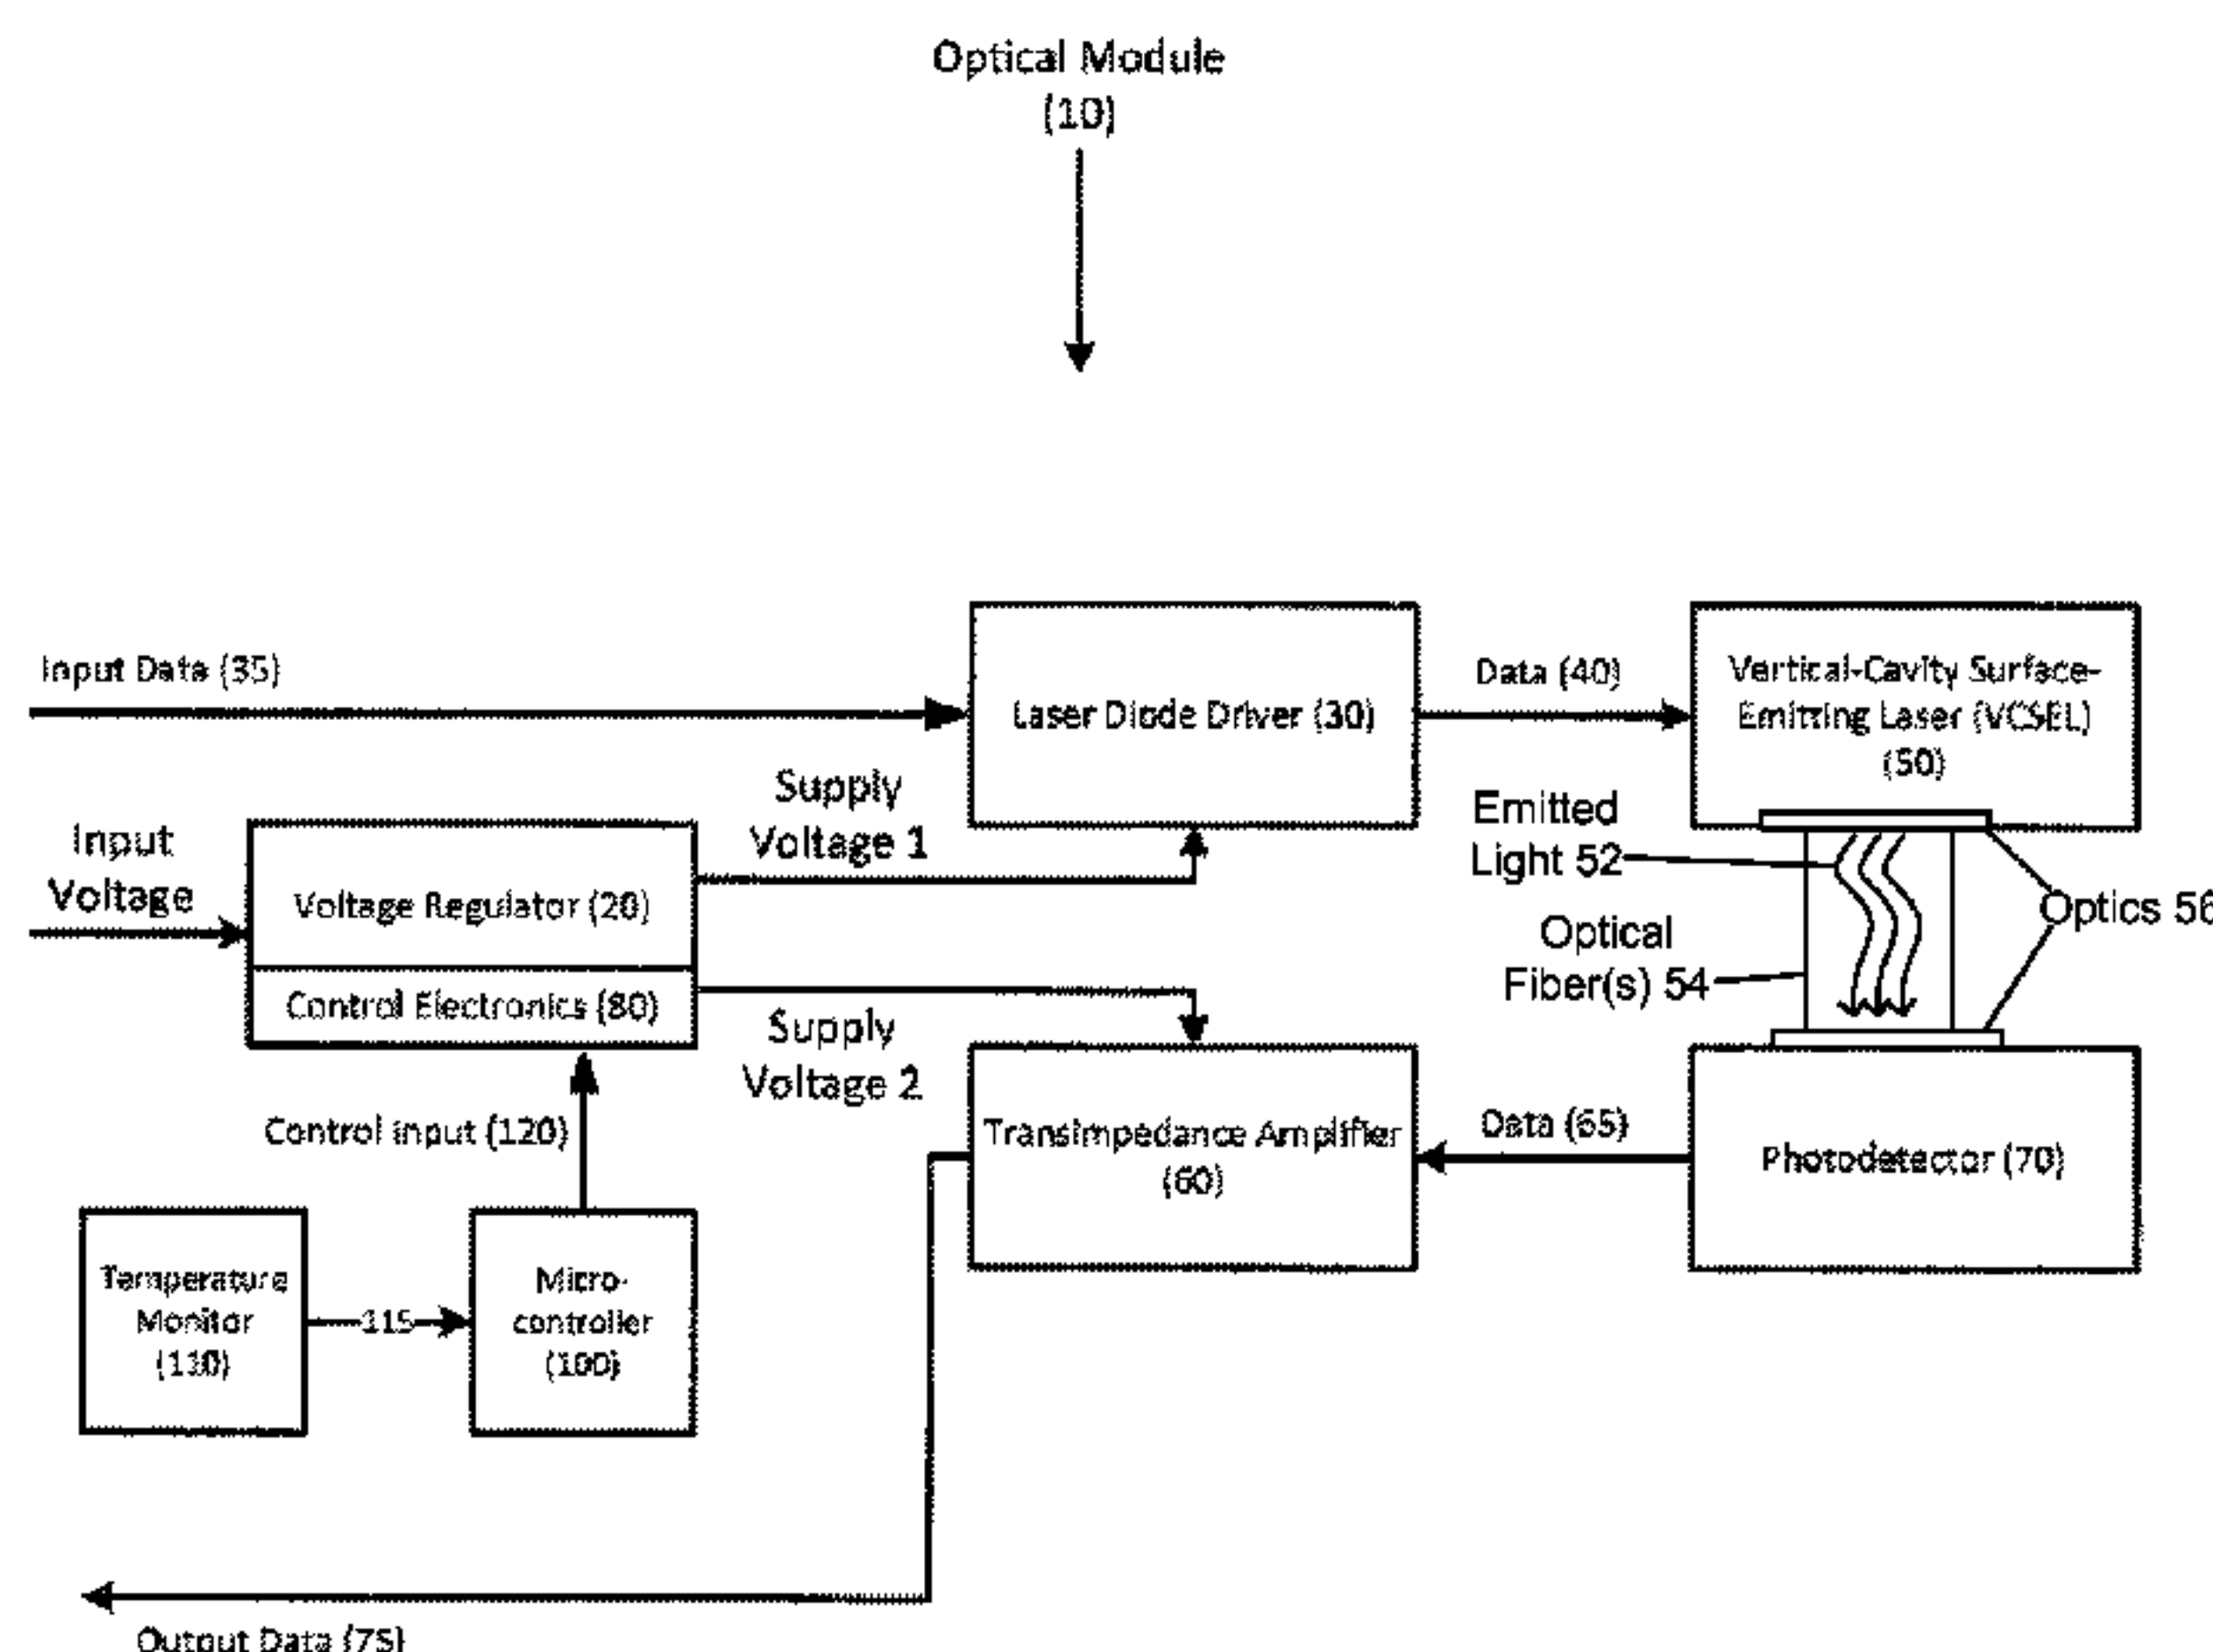 Optical Module
(10)
Input Data (35)
Laser Diode Driver (30)
Data (40)
Vertical-Cavity Surface-
Emitting Laser (VCSEL)
(50)
Supply
Voltage 1
Input
Voltage
Voltage Regulator (20)
Control Electronics (80)
Emitted
Light 52
Optical
Fiber(s) 54
Optics 56
Supply
Voltage 2
Control input (120)
Transimpedance Amplifier
(60)
Data (65)
Photodetector (70)
Temperature
Monitor
(110)
115
Micro-
controller
(100)
Output Data (75)